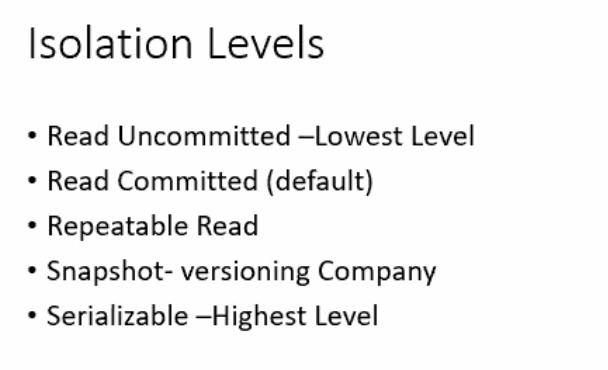 Isolation Levels
• Read Uncommitted –Lowest Level
• Read Committed (default)
• Repeatable Read
• Snapshot- versioning Company
• Serializable –Highest Level